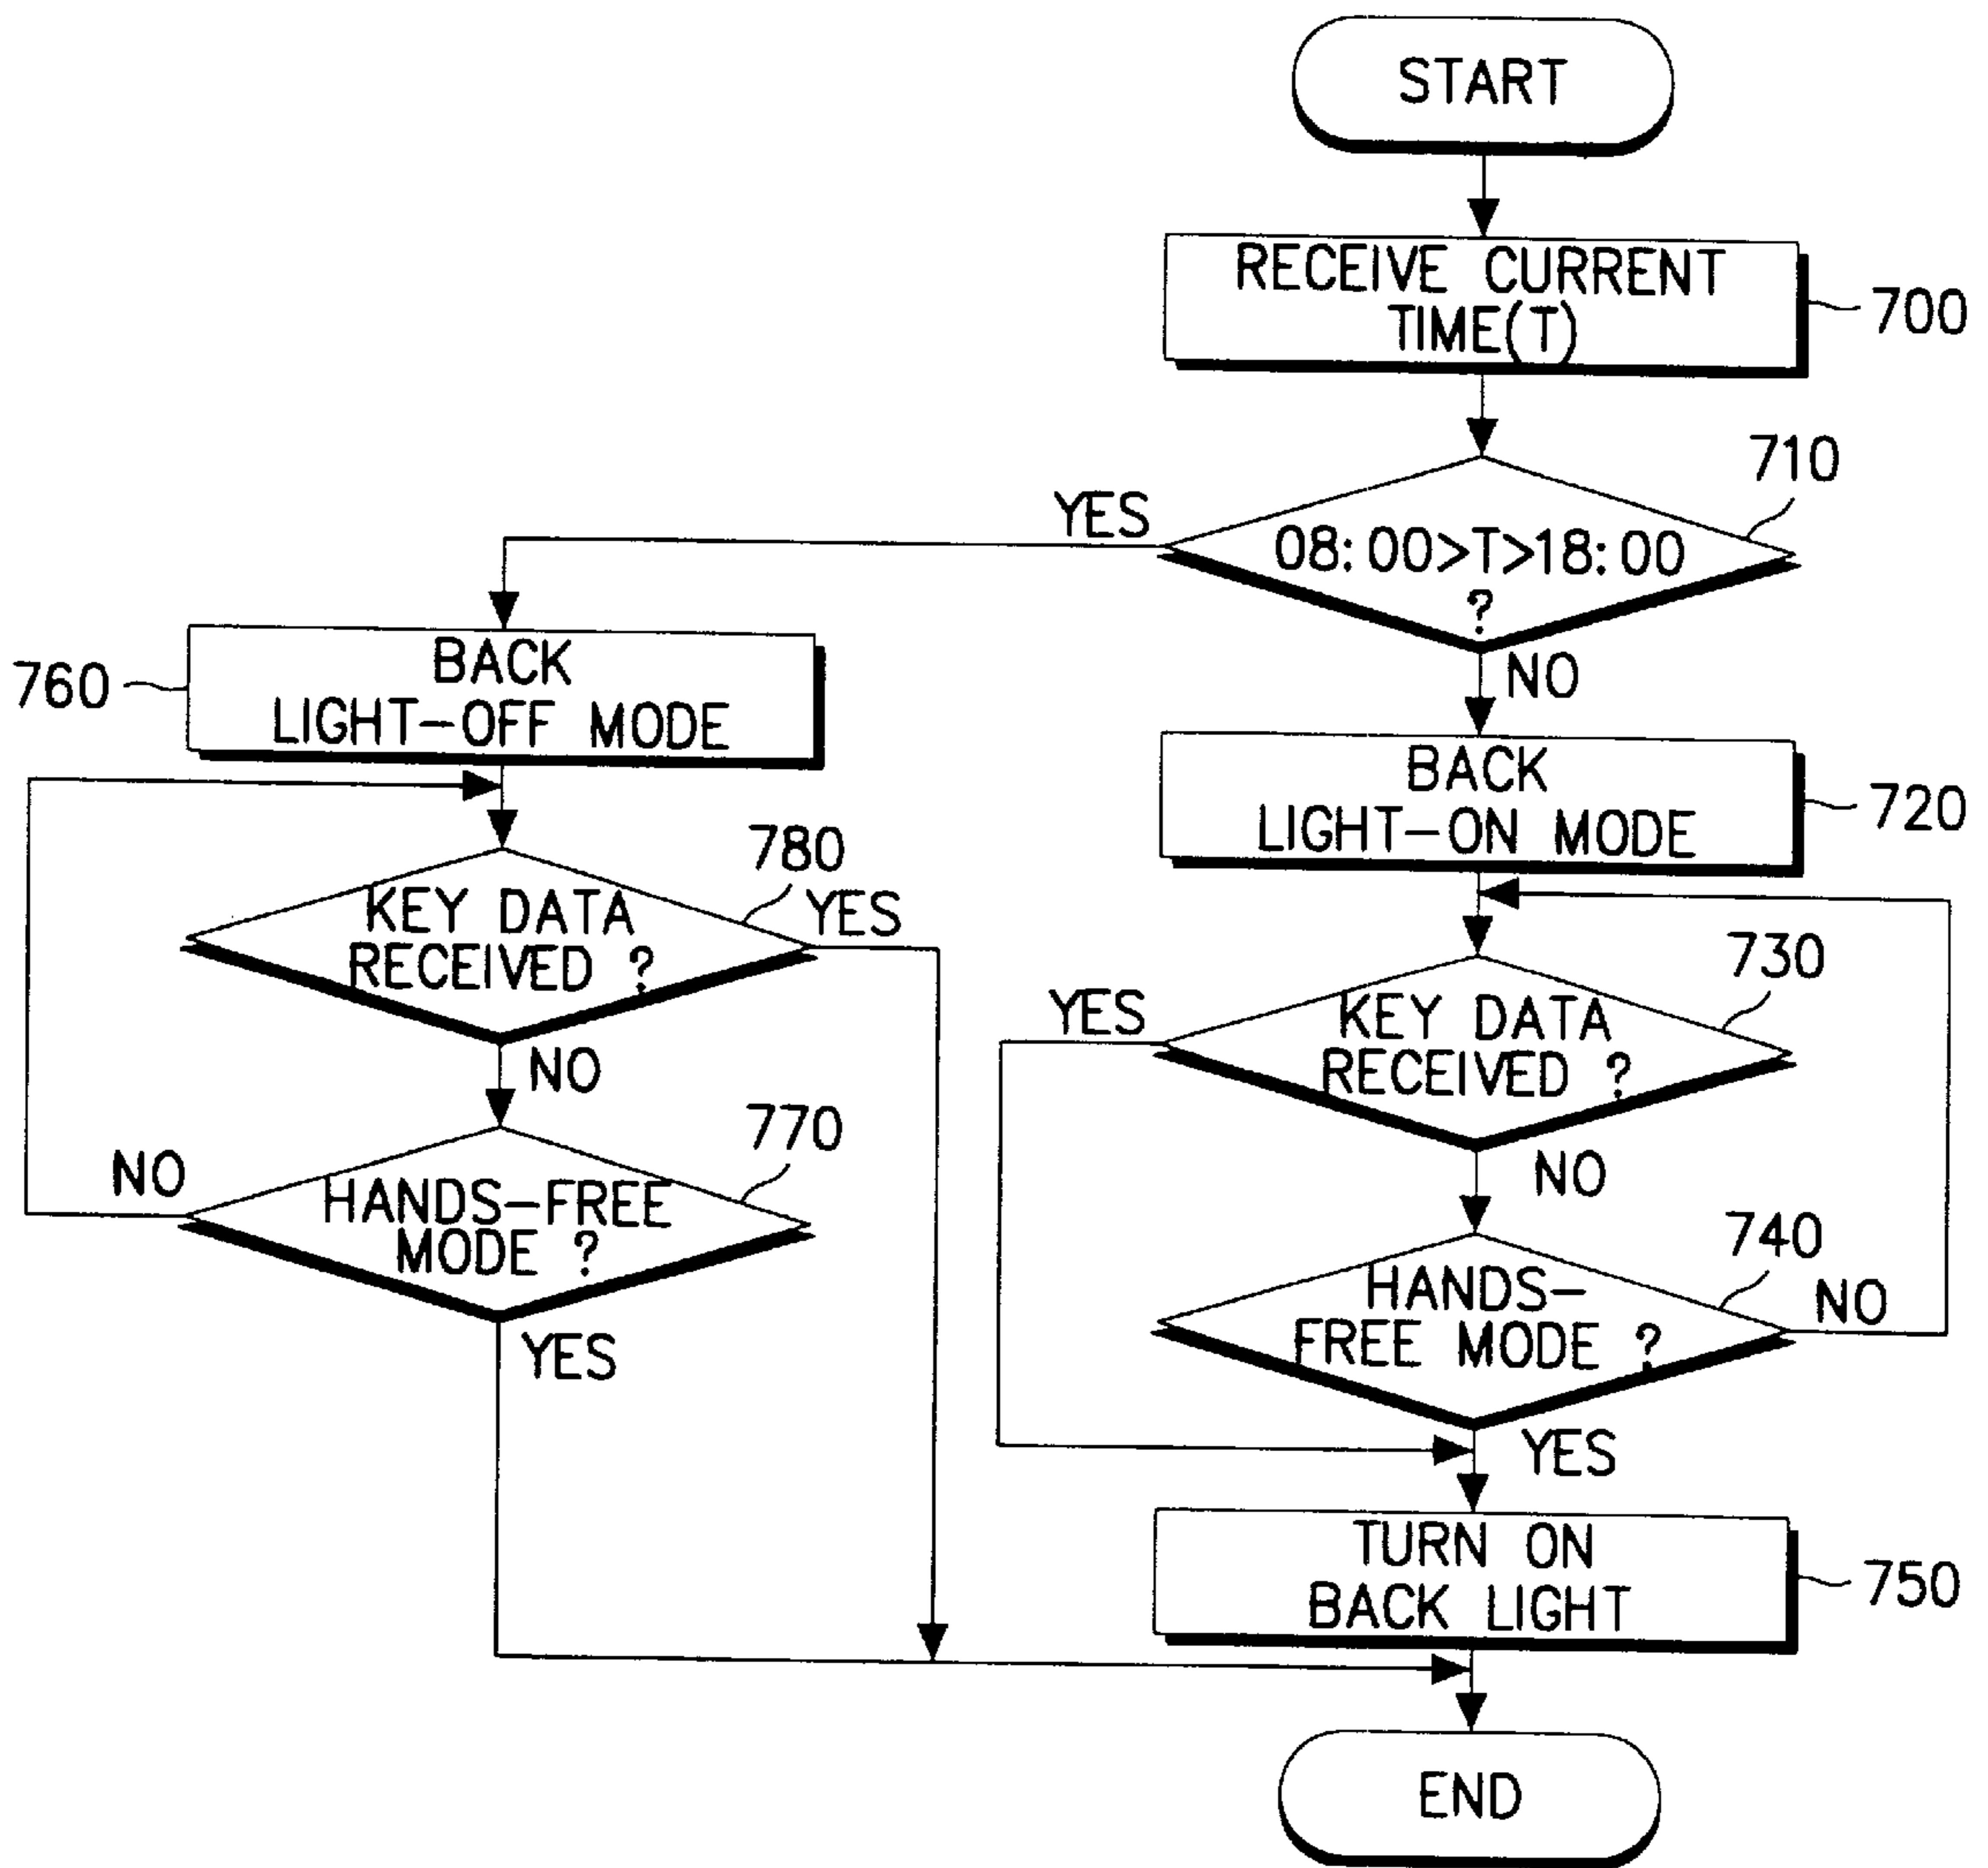 START
RECEIVE CURRENT
TIME(T)
700
710
YES
08:00>T>18:00
?
NO
760
BACK
LIGHT-OFF MODE
BACK
LIGHT-ON MODE
720
780
KEY DATA
RECEIVED ?
YES
NO
730
YES
KEY DATA
RECEIVED ?
NO
770
NO
HANDS-FREE
MODE ?
YES
740
HANDS-
FREE MODE ?
NO
YES
TURN ON
BACK LIGHT
750
END